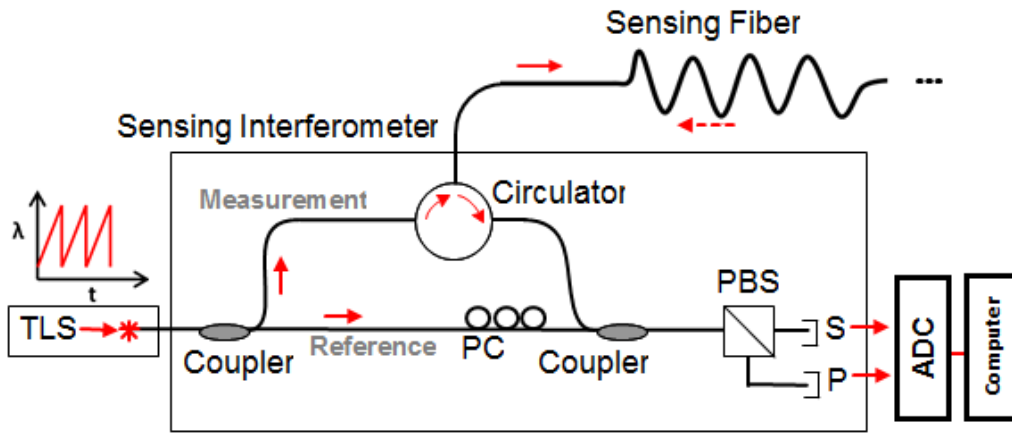 Sensing Fiber
...
Sensing Interferometer
Measurement
Circulator
λ
t
TLS
Coupler
Reference
PC
Coupler
PBS
S
P
ADC
Computer